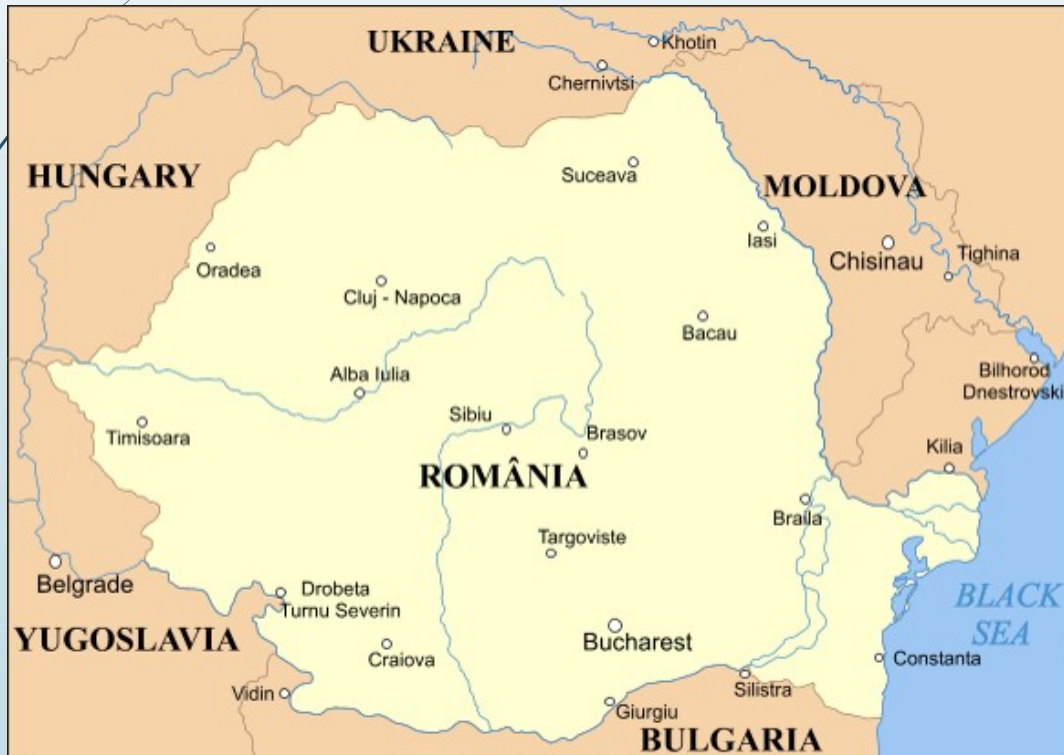 UKRAINE
Khotin
Chernivtsi
HUNGARY
Suceava
MOLDOVA
Iasi
Chisinau
Tighina
Oradea
Cluj - Napoca
Bacau
Alba Iulia
Bilhorod
Dnestrovski
Timisoara
Sibiu
Brasov
Kilia
ROMÂNIA
Braila
Targoviste
Belgrade
Drobeta
Turnu Severin
BLACK
SEA
YUGOSLAVIA
Bucharest
Craiova
Constanta
Vidin
Silistra
Giurgiu
BULGARIA